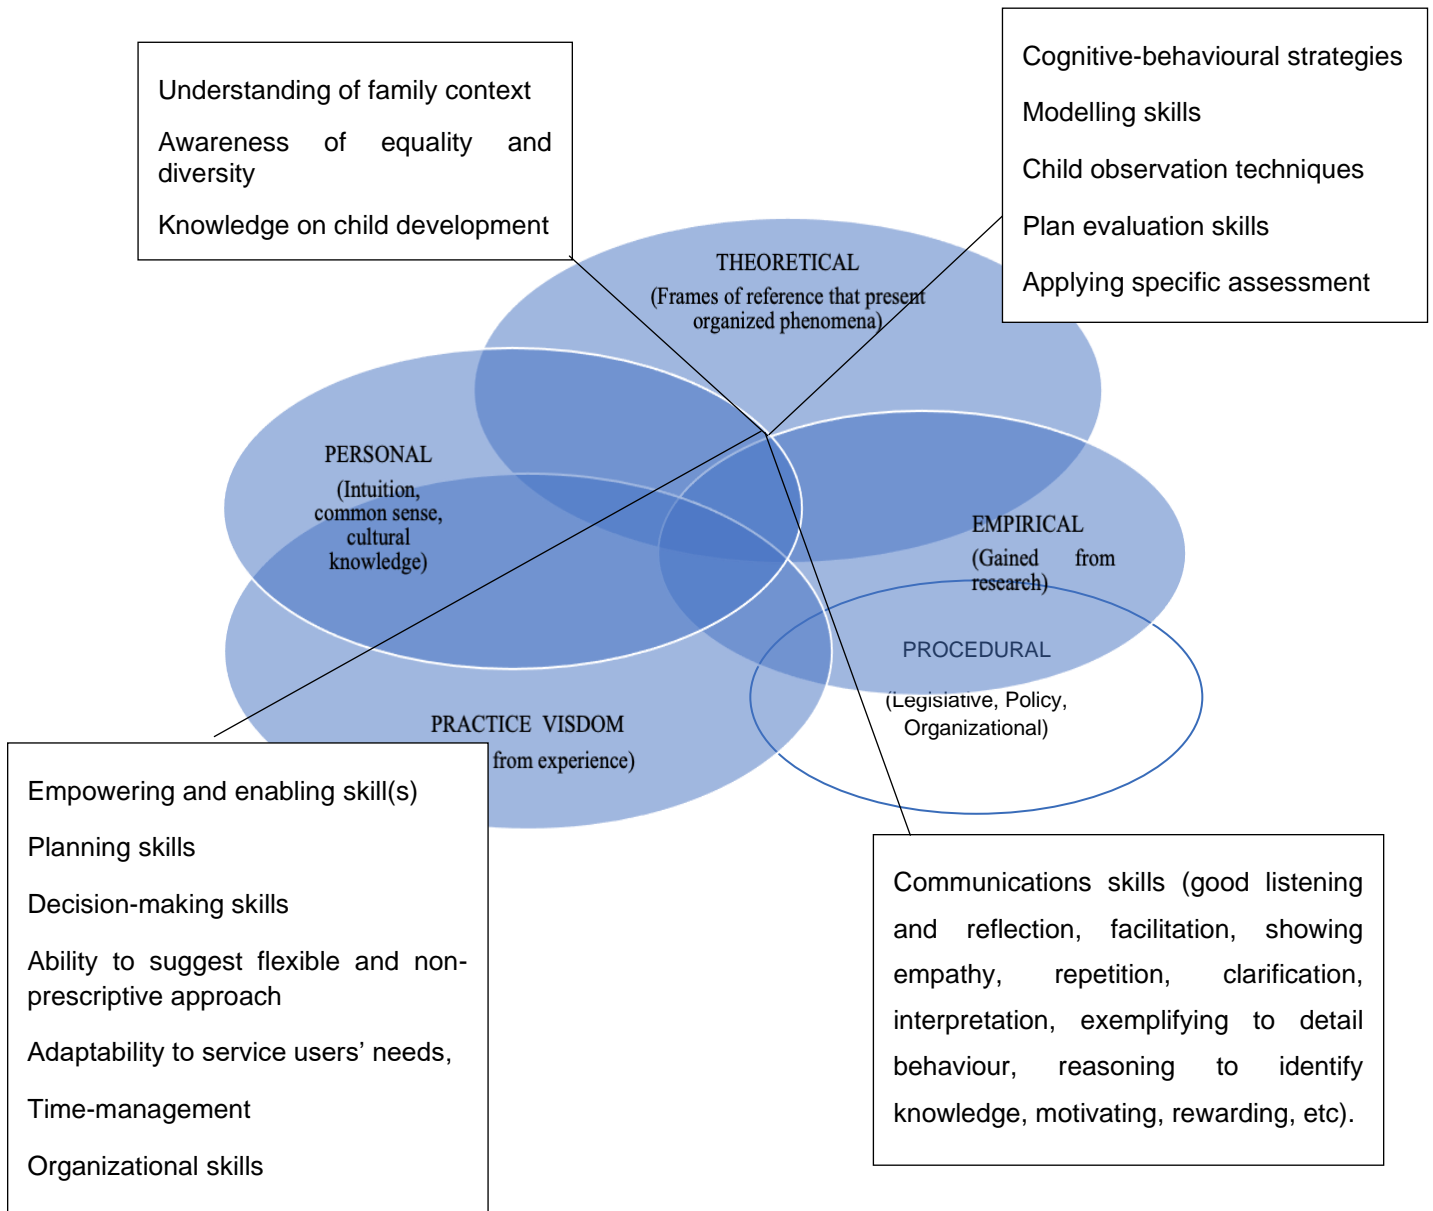 Understanding of family context
Awareness of equality and
diversity
Knowledge on child development
Cognitive-behavioural strategies
Modelling skills
Child observation techniques
Plan evaluation skills
Applying specific assessment
THEORETICAL
(Frames of reference that present
organized phenomena)
PERSONAL
(Intuition,
common sense,
cultural
knowledge)
EMPIRICAL
(Gained from
research)
PROCEDURAL
(Legislative, Policy,
Organizational)
PRACTICE VISDOM
from experience)
Empowering and enabling skill(s)
Planning skills
Decision-making skills
Ability to suggest flexible and non-
prescriptive approach
Adaptability to service users’ needs,
Time-management
Organizational skills
Communications skills (good listening
and reflection, facilitation, showing
empathy, repetition, clarification,
interpretation, exemplifying to detail
behaviour, reasoning to identify
knowledge, motivating, rewarding, etc).